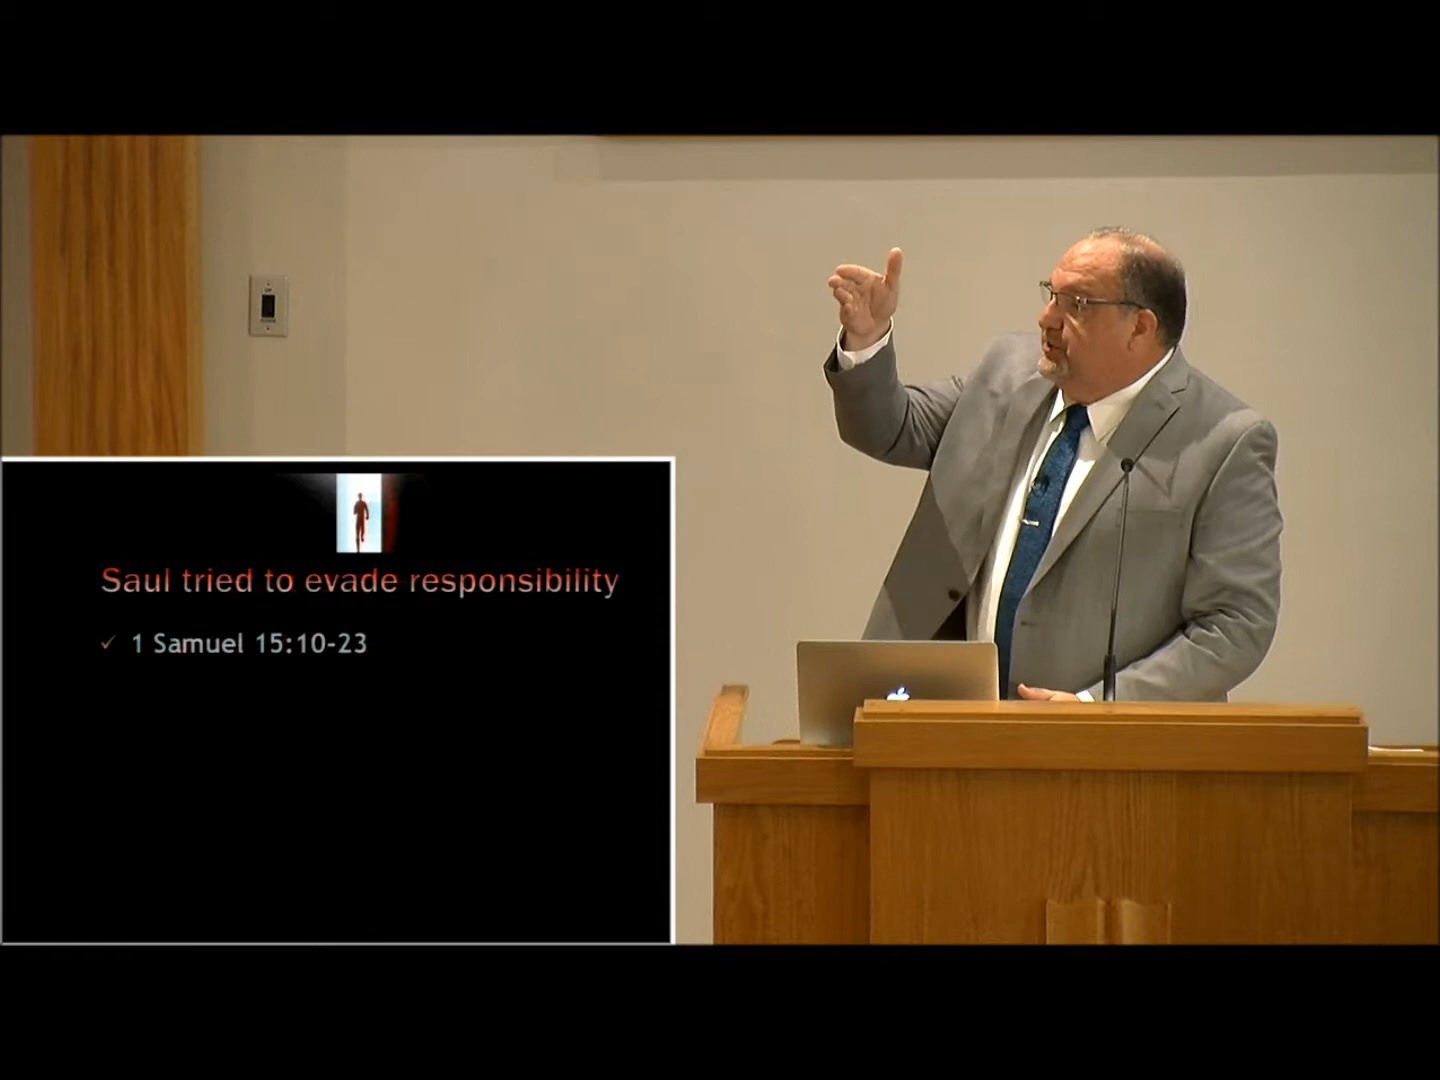 Saul tried to evade responsibility
✓ 1 Samuel 15:10-23